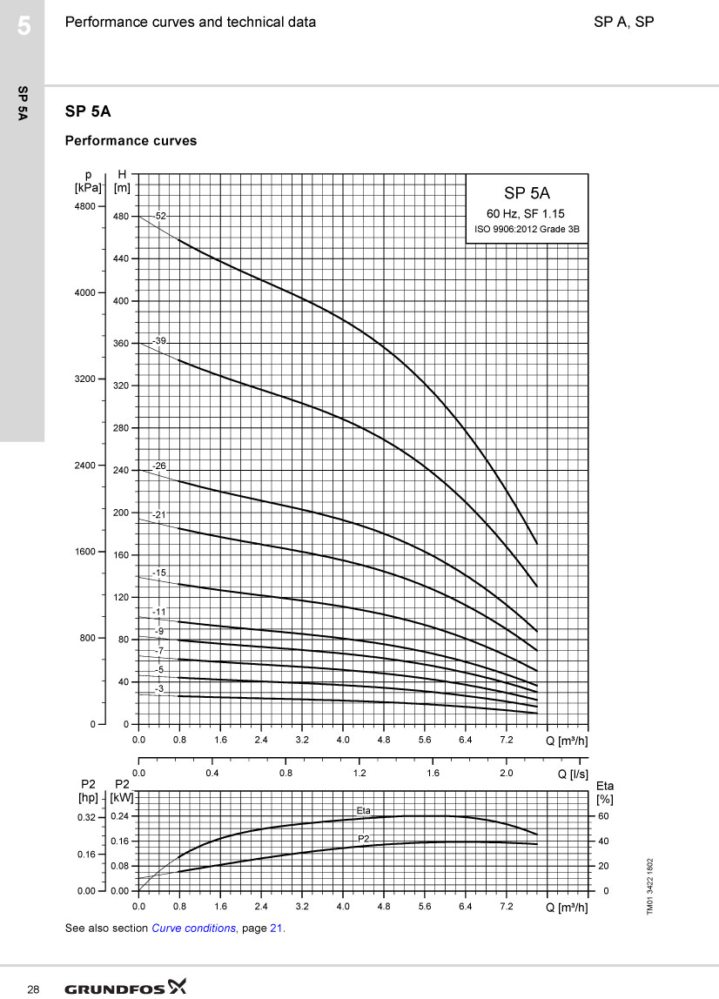 5
Performance curves and technical data
SP A, SP
SP 5A
SP 5A
Performance curves
p
[kPa]
H
[m]
SP 5A
60 Hz, SF 1.15
ISO 9906:2012 Grade 3B
4800
4000
3200
2400
1600
800
0
480
440
400
360
320
280
240
200
160
120
80
40
0
-52
-39
-26
-21
-15
-11
-9
-7
-5
-3
0.0 0.8 1.6 2.4 3.2 4.0 4.8 5.6 6.4 7.2 Q [m³/h]
0.0 0.4 0.8 1.2 1.6 2.0 Q [l/s]
P2
[hp]
P2
[kW]
Eta
[%]
0.32
0.16
0.00
0.24
0.16
0.08
0.00
Eta
P2
60
40
20
0
0.0 0.8 1.6 2.4 3.2 4.0 4.8 5.6 6.4 7.2 Q [m³/h]
TM01 3422 1802
See also section Curve conditions, page 21.
28
GRUNDFOS